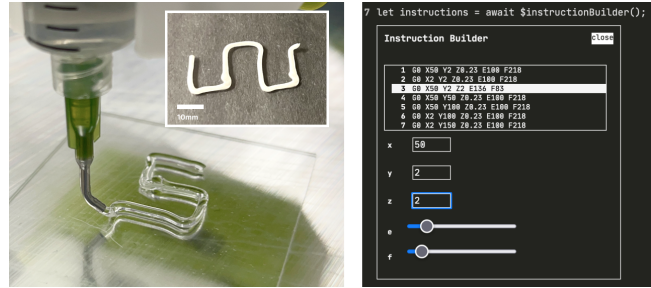 10mm
7 let instructions = await $instructionBuilder();
Instruction Builder
close
1 G0 X50 Y2 Z0.23 E100 F218
2 G0 X2 Y2 Z0.23 E100 F218
3 G0 X50 Y2 Z2 E136 F83
4 G0 X50 Y50 Z0.23 E100 F218
5 G0 X50 Y100 Z0.23 E100 F218
6 G0 X2 Y100 Z0.23 E100 F218
7 G0 X2 Y150 Z0.23 E100 F218
x 50
y 2
z 2
e
f